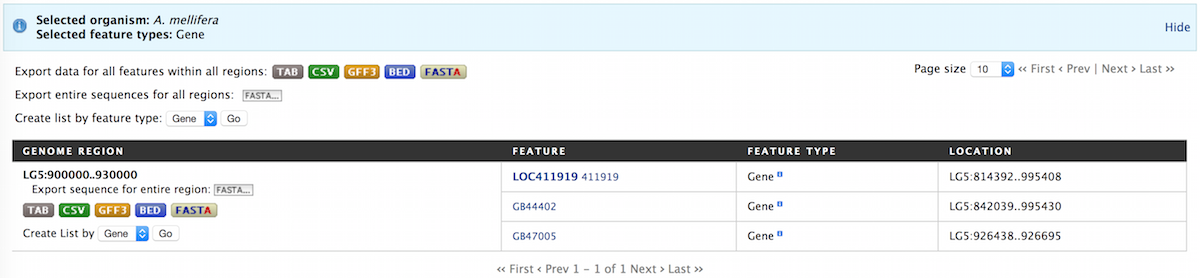 Selected organism: A. mellifera
Selected feature types: Gene
Hide
Export data for all features within all regions: TAB CSV GFF3 BED FASTA
Page size 10 << First < Prev | Next > Last >>
Export entire sequences for all regions: FASTA...
Create list by feature type: Gene Go
GENOME REGION FEATURE FEATURE TYPE LOCATION
LG5:900000..930000 LOC411919 411919 Gene i LG5:814392..995408
Export sequence for entire region: FASTA...
TAB CSV GFF3 BED FASTA GB44402 Gene i LG5:842039..995430
Create List by Gene Go GB47005 Gene i LG5:926438..926695
<< First < Prev 1 - 1 of 1 Next > Last >>